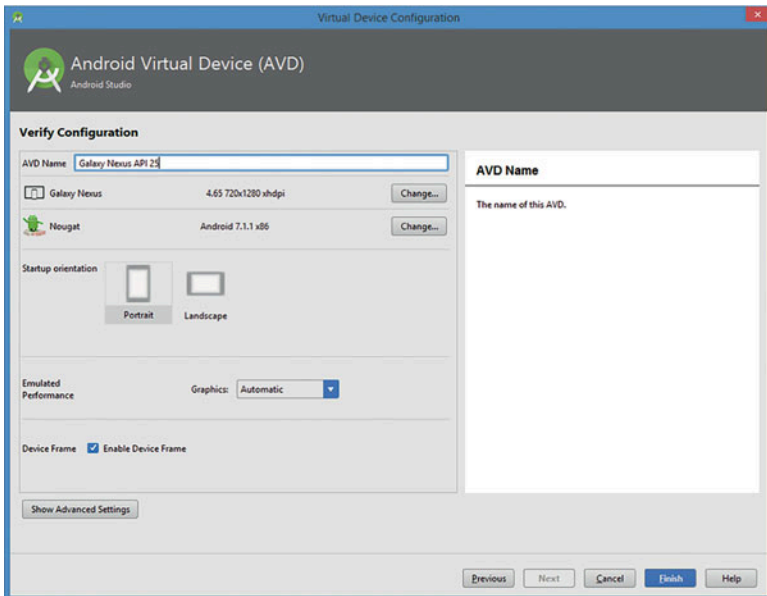 Virtual Device Configuration
Android Virtual Device (AVD)
Android Studio
Verify Configuration
AVD Name Galaxy Nexus API 25
Galaxy Nexus 4.65 720x1280 xhdpi Change...
Nougat Android 7.1.1 x86 Change...
Startup orientation
Portrait Landscape
Emulated
Performance
Graphics: Automatic
Device Frame Enable Device Frame
Show Advanced Settings
AVD Name
The name of this AVD.
Previous Next Cancel Finish Help